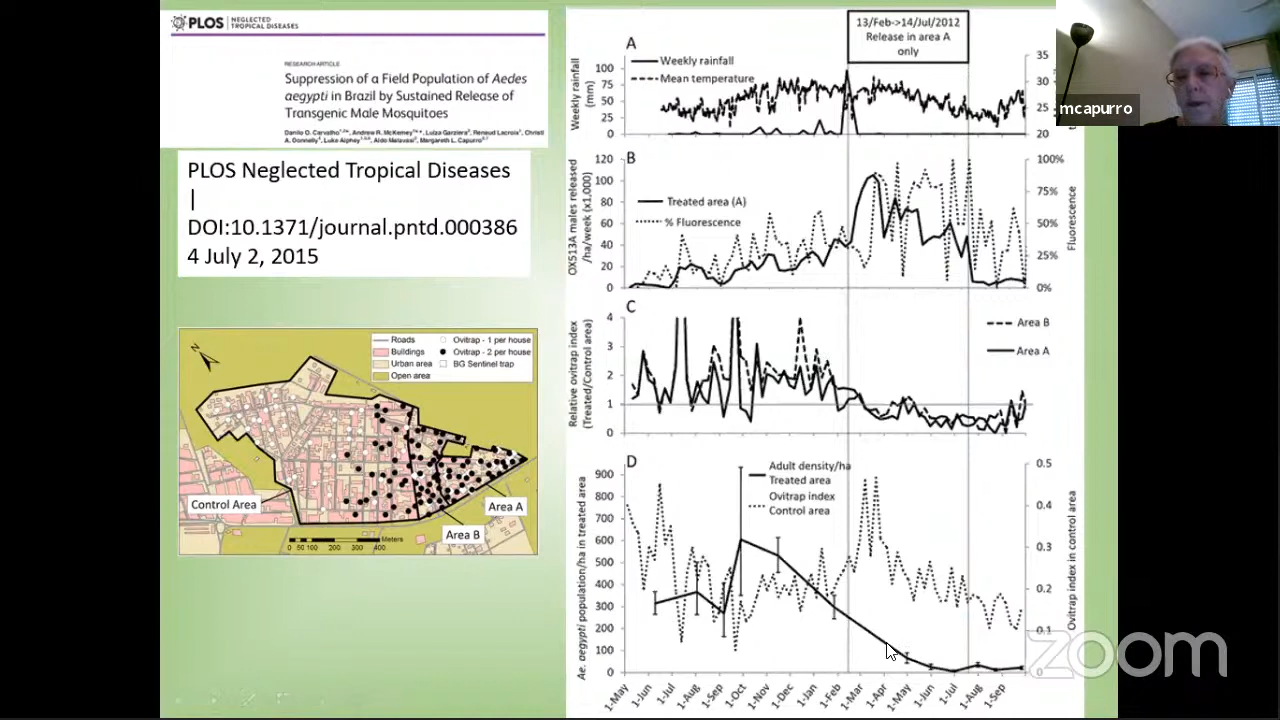 PLOS | NEGLECTED
TROPICAL DISEASES
RESEARCH ARTICLE
Suppression of a Field Population of Aedes
aegypti in Brazil by Sustained Release of
Transgenic Male Mosquitoes
Danilo O. Carvalho, Andrew R. McKemey, Luiza Garziera, Renaud Lacroix, Christl
A. Donnelly, Luke Alphey, Aldo Malavasi, Margareth L. Capurro
PLOS Neglected Tropical Diseases
|
DOI:10.1371/journal.pntd.000386
4 July 2, 2015
N
Roads
Buildings
Urban area
Open area
Ovitrap - 1 per house
Ovitrap - 2 per house
BG Sentinel trap
Control Area
Area A
Area B
0 50 100 200 300 400 Meters
13/Feb->14/Jul/2012
Release in area A
only
A
Weekly rainfall
Mean temperature
Weekly rainfall
(mm)
100
75
50
25
0
35
30
25
20
B
Treated area (A)
% Fluorescence
OX513A males released
/ha/week (x1,000)
120
100
80
60
40
20
0
100%
75%
50%
25%
0%
Fluorescence
C
Area B
Area A
Relative ovitrap index
(Treated/Control area)
4
3
2
1
0
D
Adult density/ha
Treated area
Ovitrap index
Control area
Ae. aegypti population/ha in treated area
900
800
700
600
500
400
300
200
100
0
0.5
0.4
0.3
0.2
0.1
0
Ovitrap index in control area
1-May
1-Jun
1-Jul
1-Aug
1-Sep
1-Oct
1-Nov
1-Dec
1-Jan
1-Feb
1-Mar
1-Apr
1-May
1-Jun
1-Jul
1-Aug
1-Sep
mcapurro
zoom